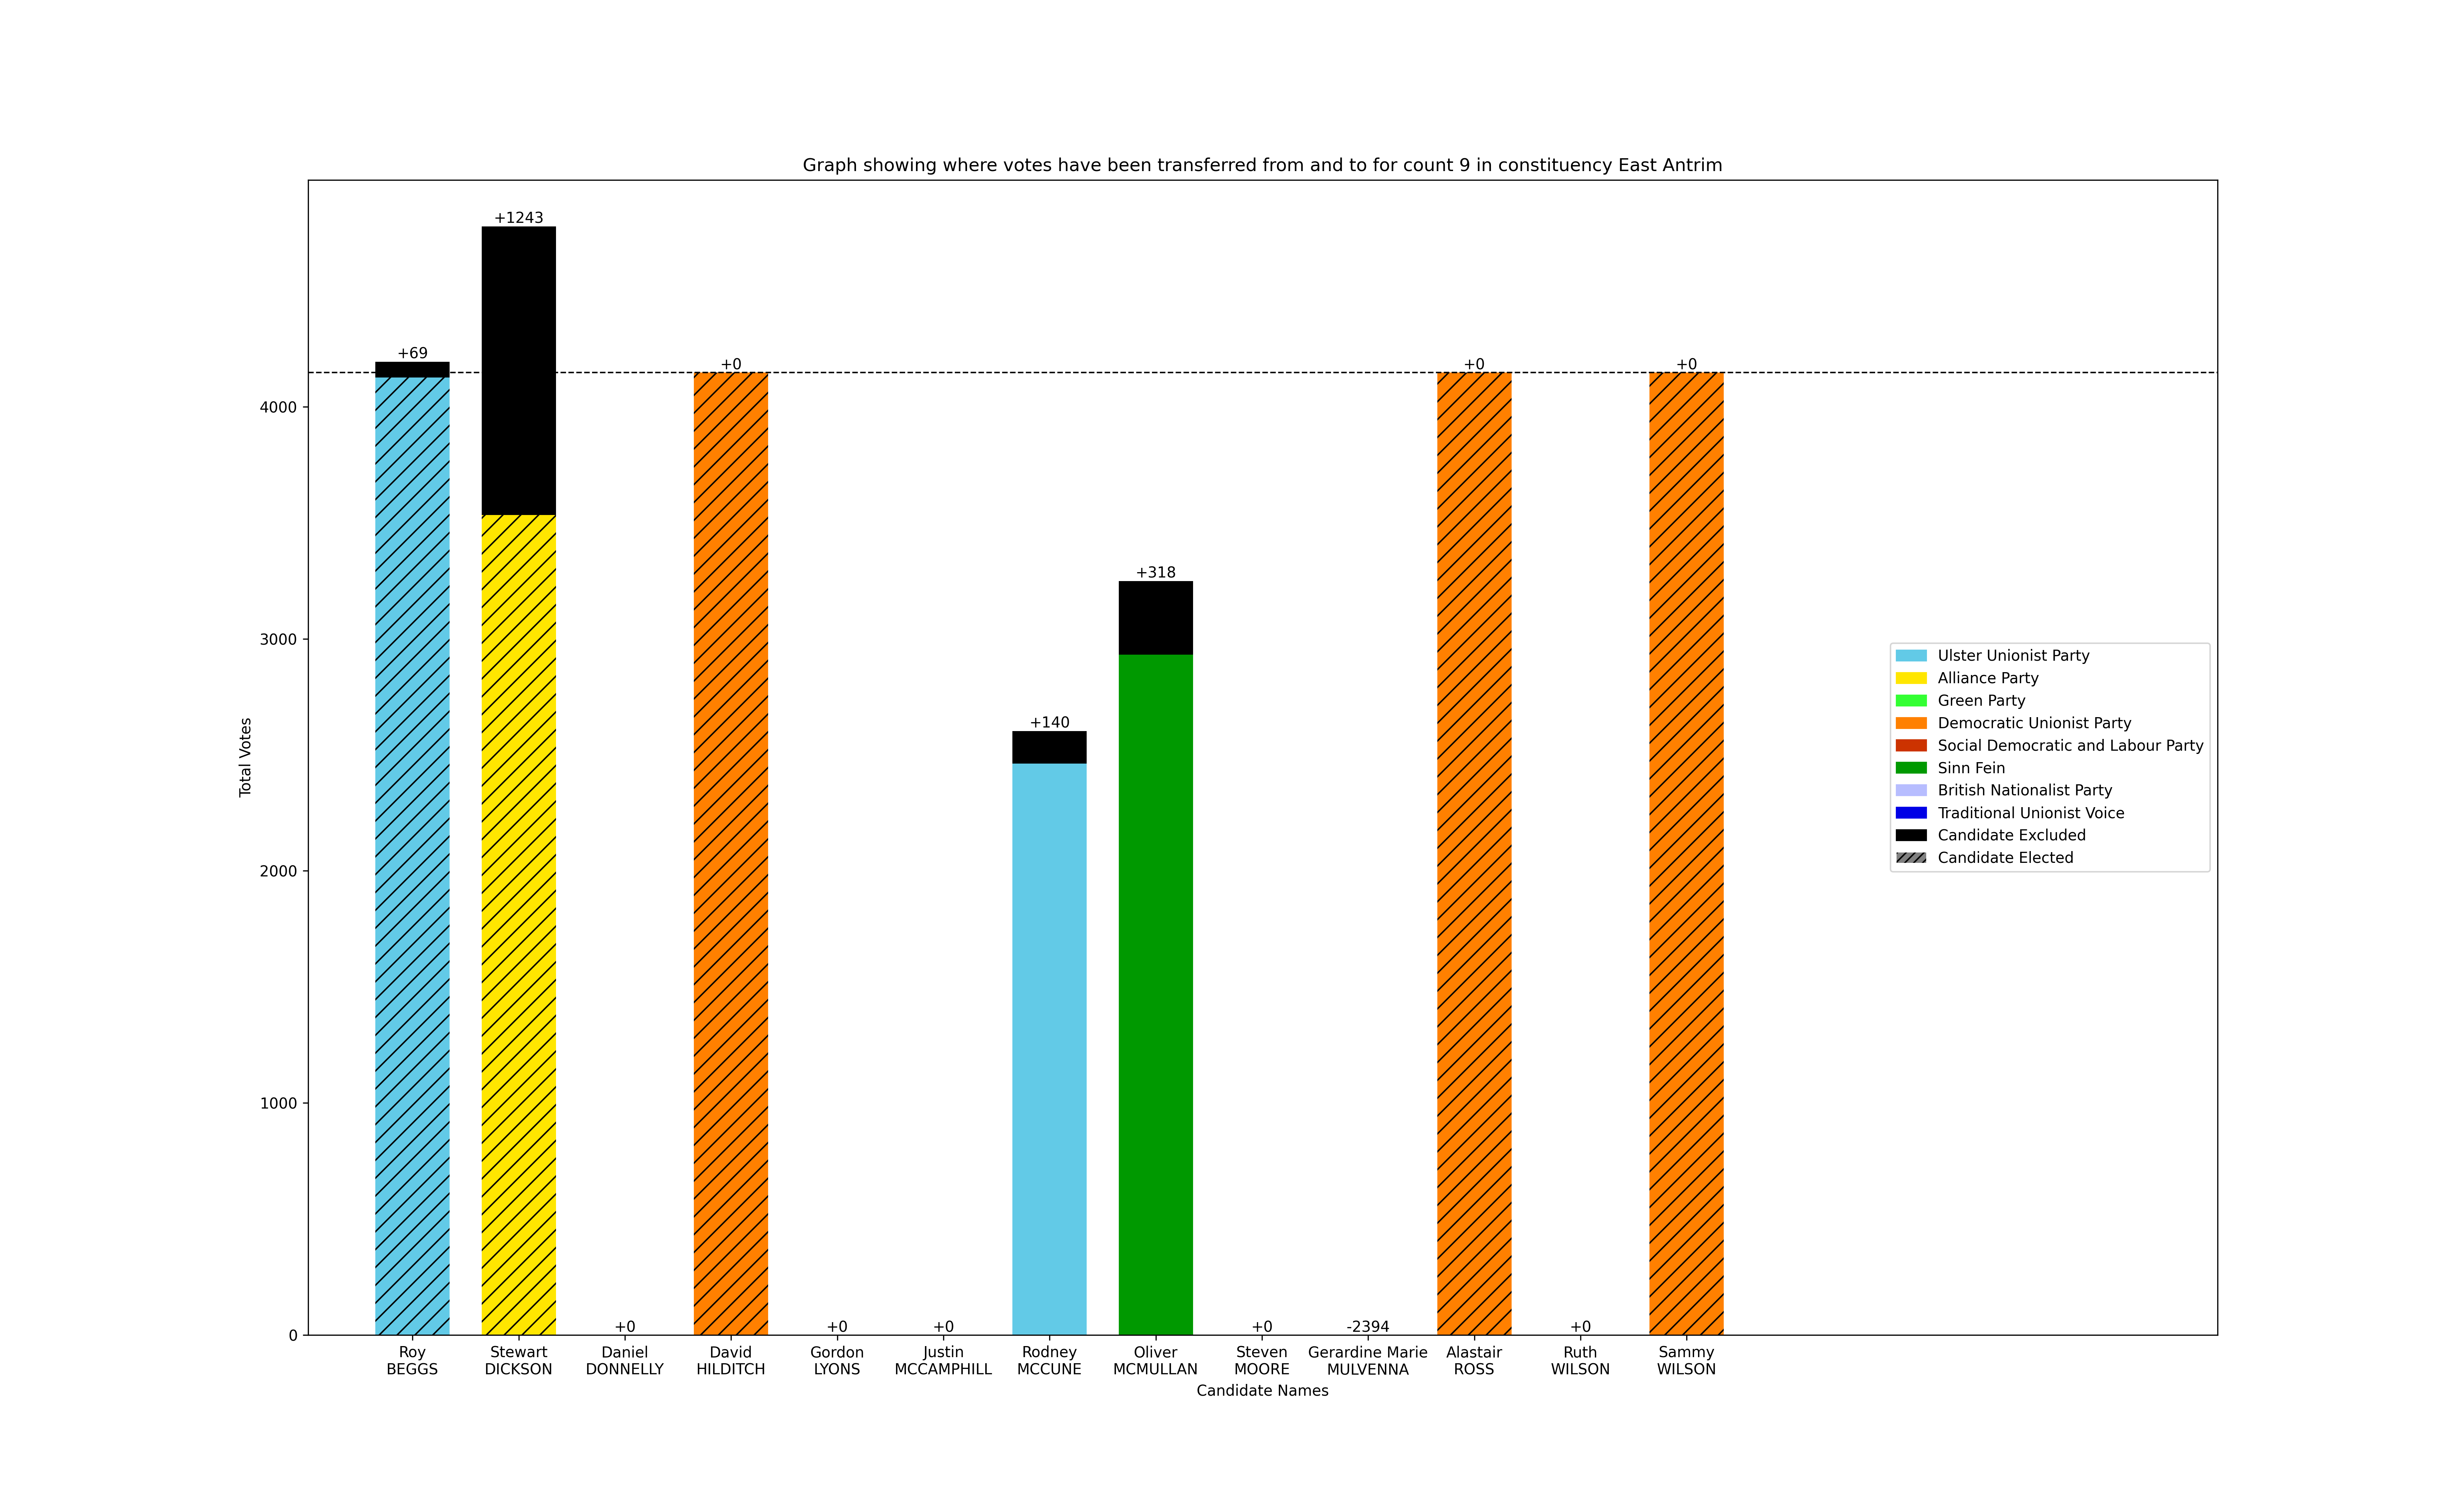 Graph showing where votes have been transferred from and to for count 9 in constituency East Antrim
+1243
+69
+0
+0
+0
+318
+140
+0
+0
+0
+0
-2394
+0
4000
3000
2000
1000
0
Total Votes
Ulster Unionist Party
Alliance Party
Green Party
Democratic Unionist Party
Social Democratic and Labour Party
Sinn Fein
British Nationalist Party
Traditional Unionist Voice
Candidate Excluded
Candidate Elected
Roy
BEGGS
Stewart
DICKSON
Daniel
DONNELLY
David
HILDITCH
Gordon
LYONS
Justin
MCCAMPHILL
Rodney
MCCUNE
Oliver
MCMULLAN
Steven
MOORE
Gerardine Marie
MULVENNA
Alastair
ROSS
Ruth
WILSON
Sammy
WILSON
Candidate Names